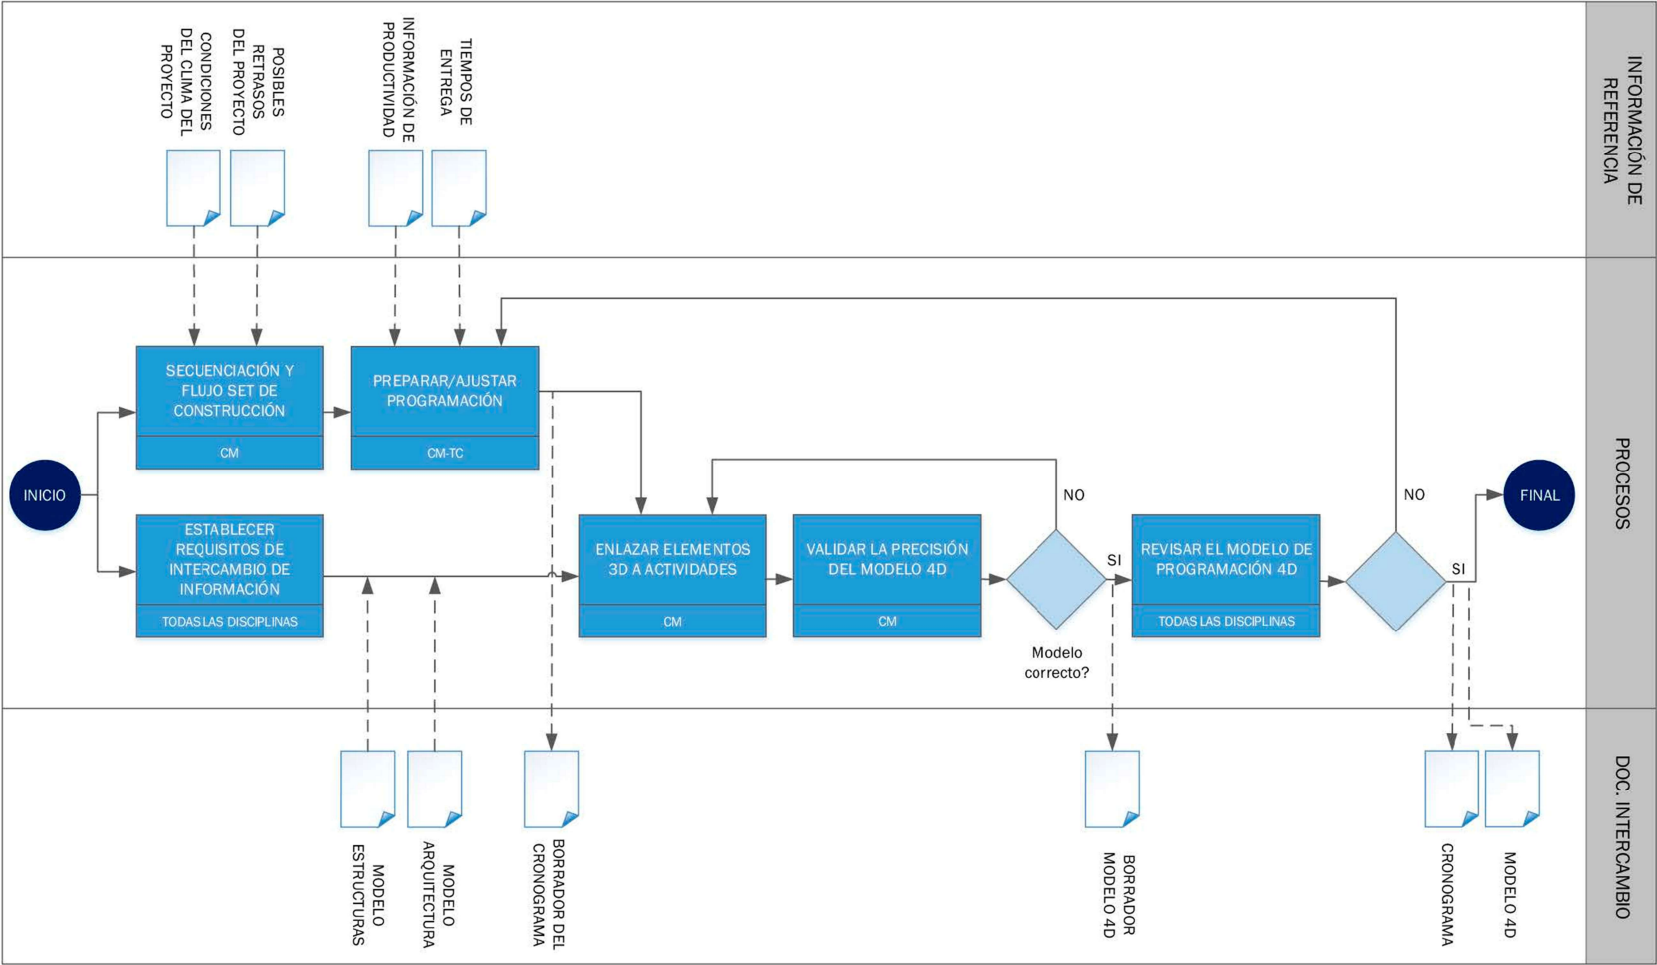 CONDICIONES
DEL CLIMA DEL
PROYECTO
POSIBLES
RETRASOS
DEL PROYECTO
INFORMACIÓN DE
PRODUCTIVIDAD
TIEMPOS DE
ENTREGA
INFORMACIÓN DE
REFERENCIA
SECUENCIACIÓN Y
FLUJO SET DE
CONSTRUCCIÓN
CM
PREPARAR/AJUSTAR
PROGRAMACIÓN
CM-TC
INICIO
ESTABLECER
REQUISITOS DE
INTERCAMBIO DE
INFORMACIÓN
TODAS LAS DISCIPLINAS
ENLAZAR ELEMENTOS
3D A ACTIVIDADES
CM
VALIDAR LA PRECISIÓN
DEL MODELO 4D
CM
NO
SI
Modelo
correcto?
REVISAR EL MODELO DE
PROGRAMACIÓN 4D
TODAS LAS DISCIPLINAS
NO
SI
FINAL
PROCESOS
MODELO
ESTRUCTURAS
MODELO
ARQUITECTURA
BORRADOR DEL
CRONOGRAMA
BORRADOR
MODELO 4D
CRONOGRAMA
MODELO 4D
DOC. INTERCAMBIO